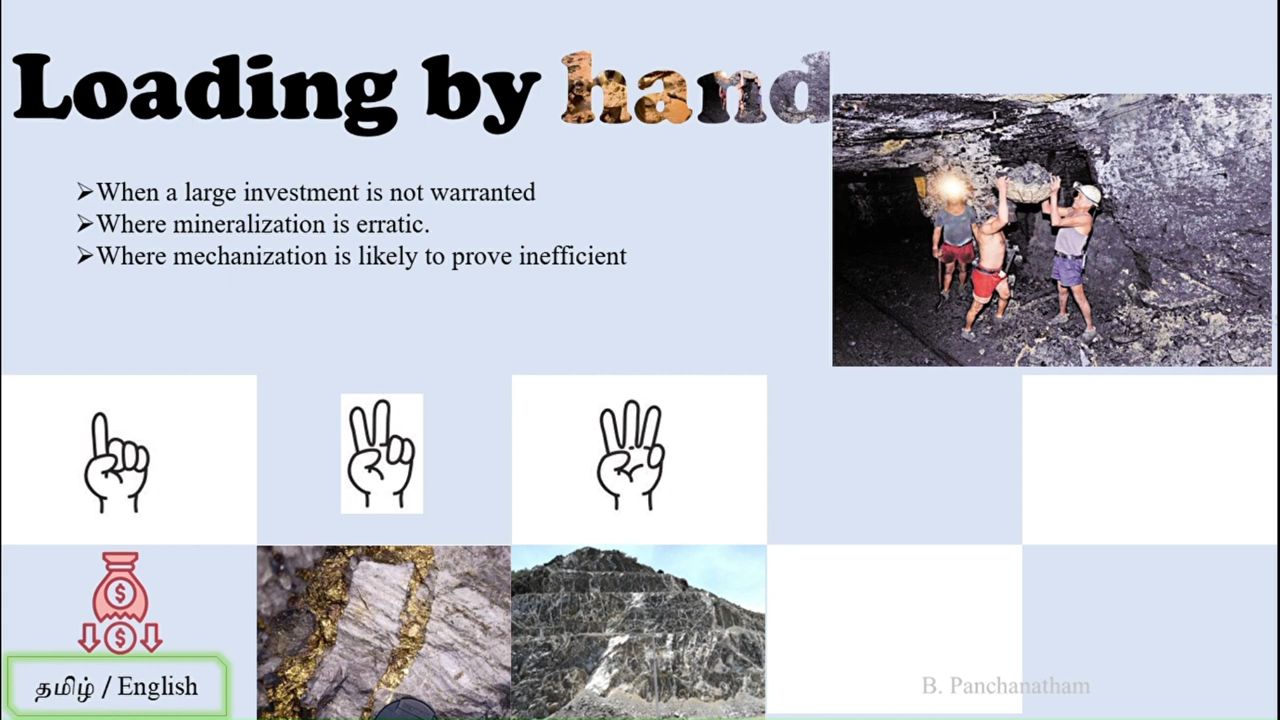 Loading by hand
➢When a large investment is not warranted
➢Where mineralization is erratic.
➢Where mechanization is likely to prove inefficient
$
$
தமிழ் / English
B. Panchanatham